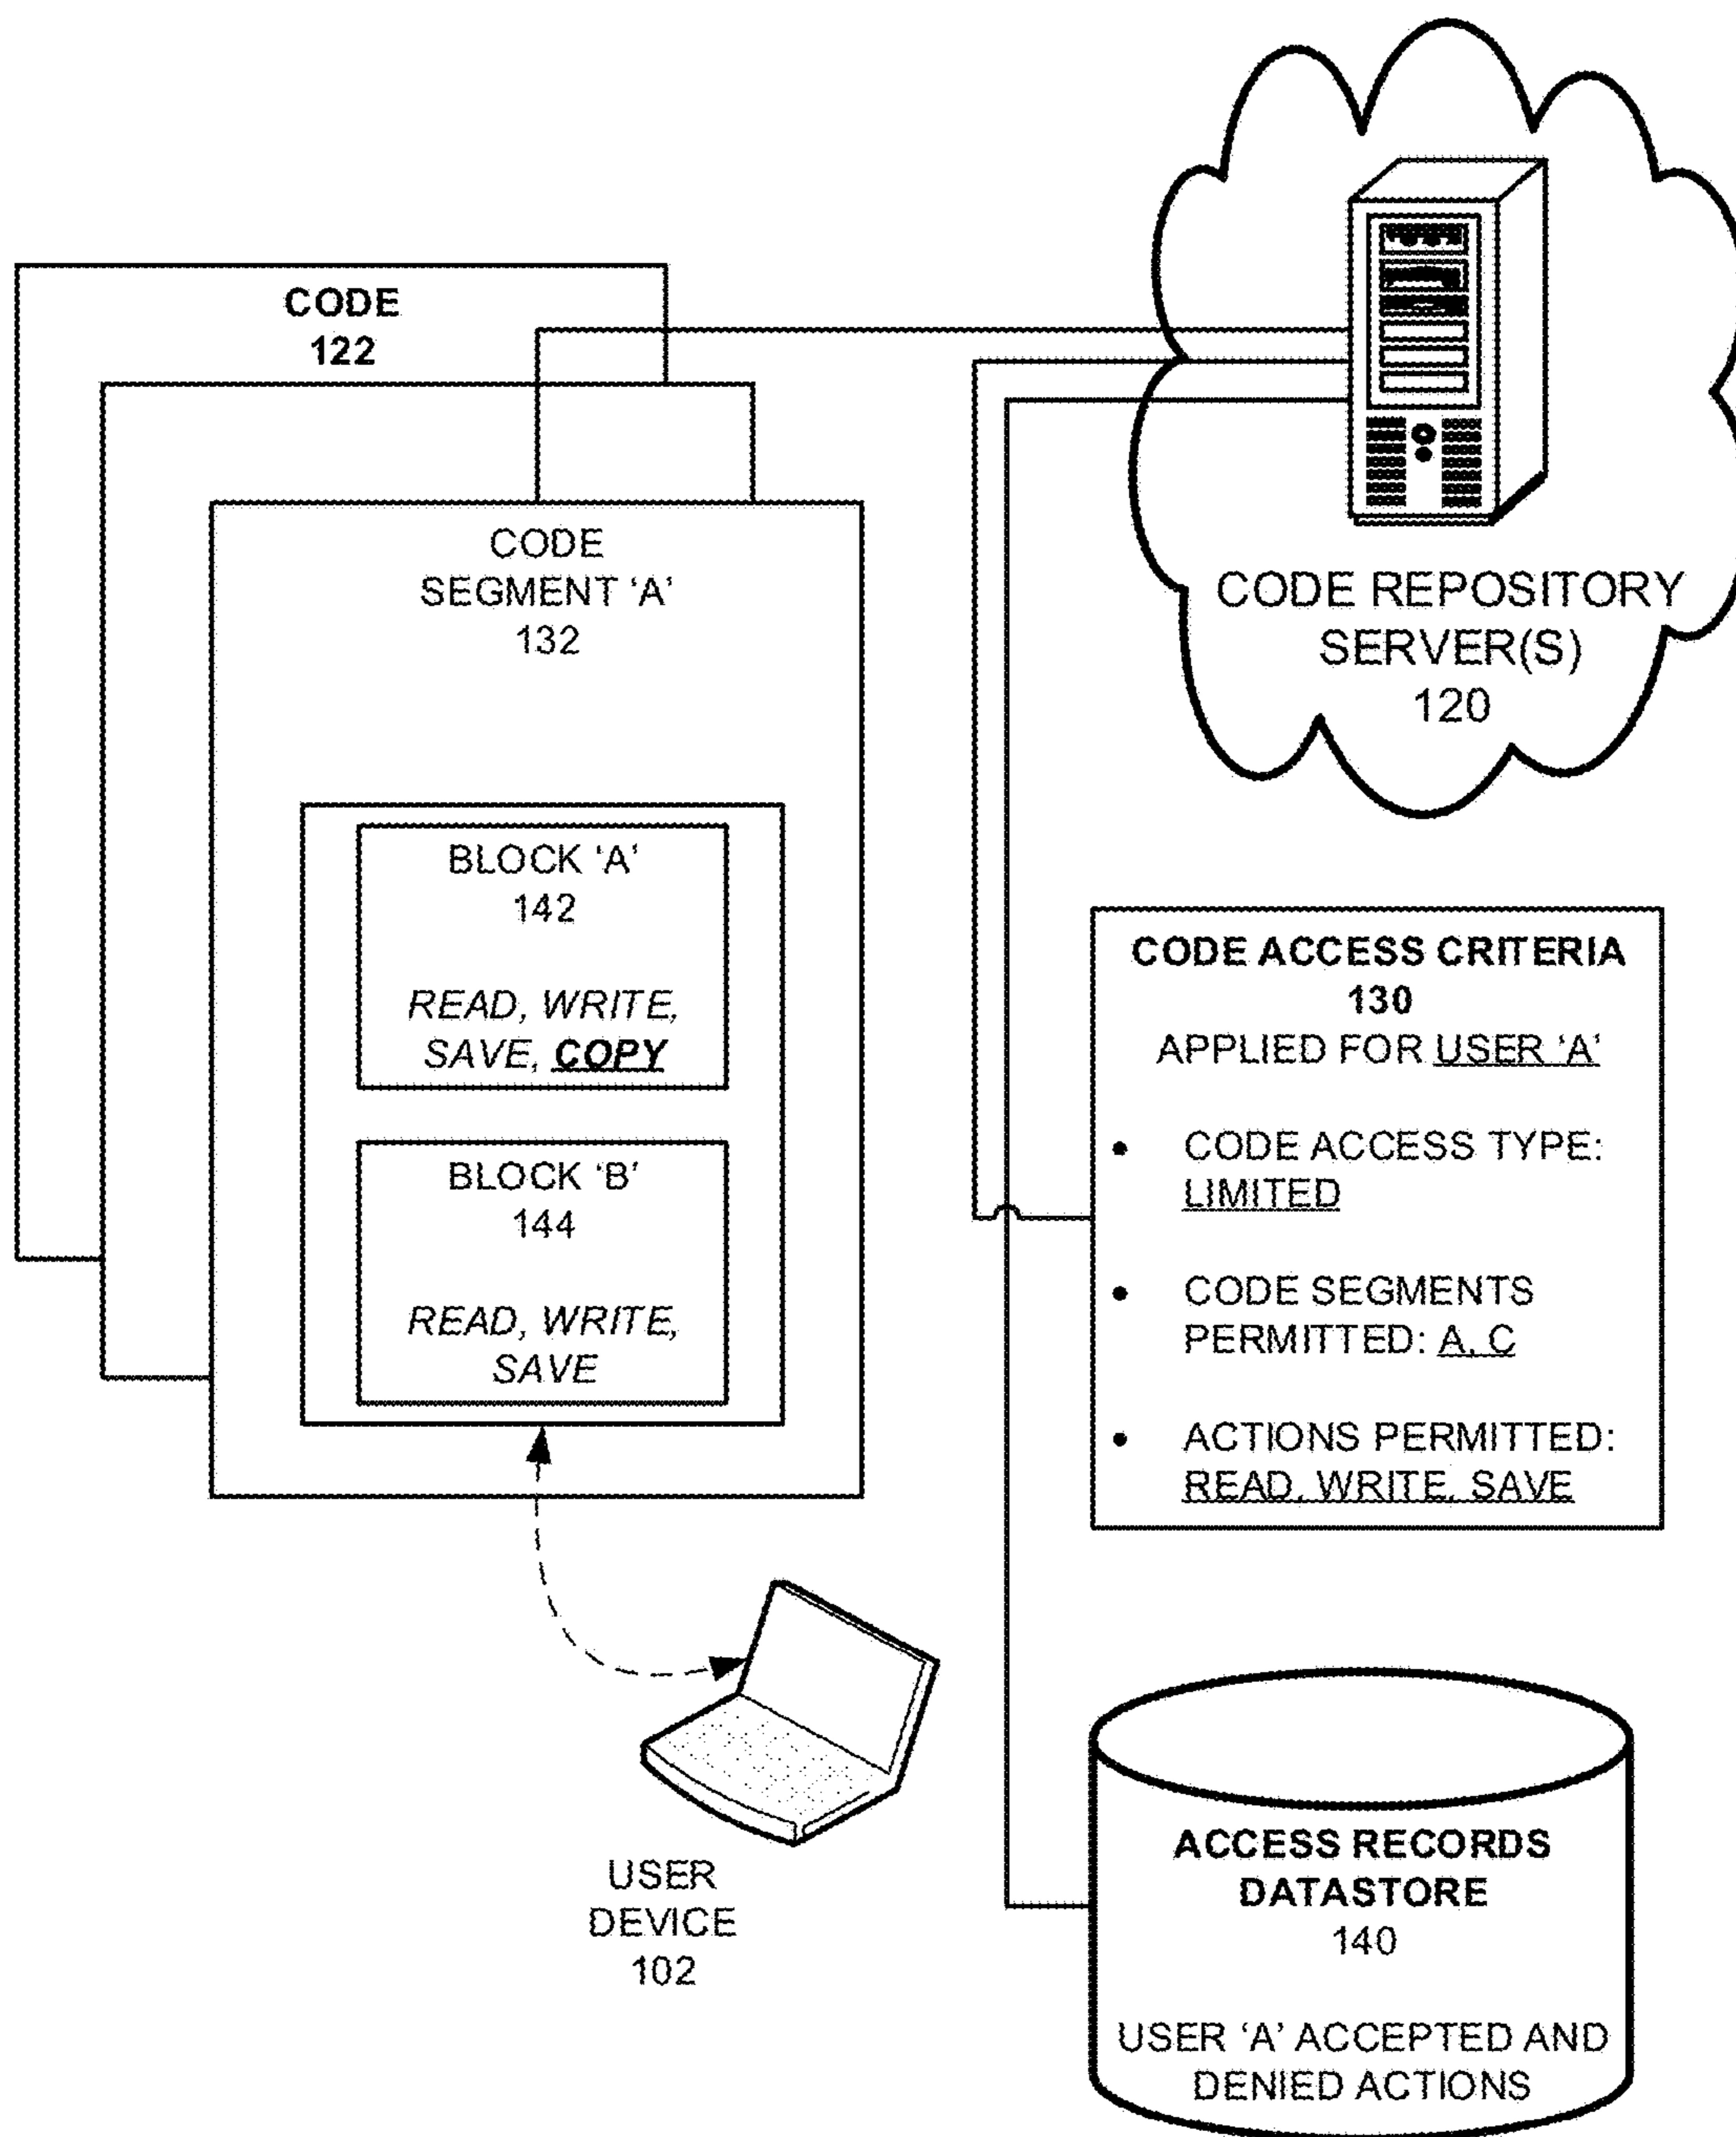 CODE
122
CODE
SEGMENT ‘A’
132
BLOCK ‘A’
142
READ, WRITE,
SAVE, COPY
BLOCK ‘B’
144
READ, WRITE,
SAVE
USER
DEVICE
102
CODE REPOSITORY
SERVER(S)
120
CODE ACCESS CRITERIA
130
APPLIED FOR USER ‘A’
• CODE ACCESS TYPE:
LIMITED
• CODE SEGMENTS
PERMITTED: A, C
• ACTIONS PERMITTED:
READ, WRITE, SAVE
ACCESS RECORDS
DATASTORE
140
USER ‘A’ ACCEPTED AND
DENIED ACTIONS